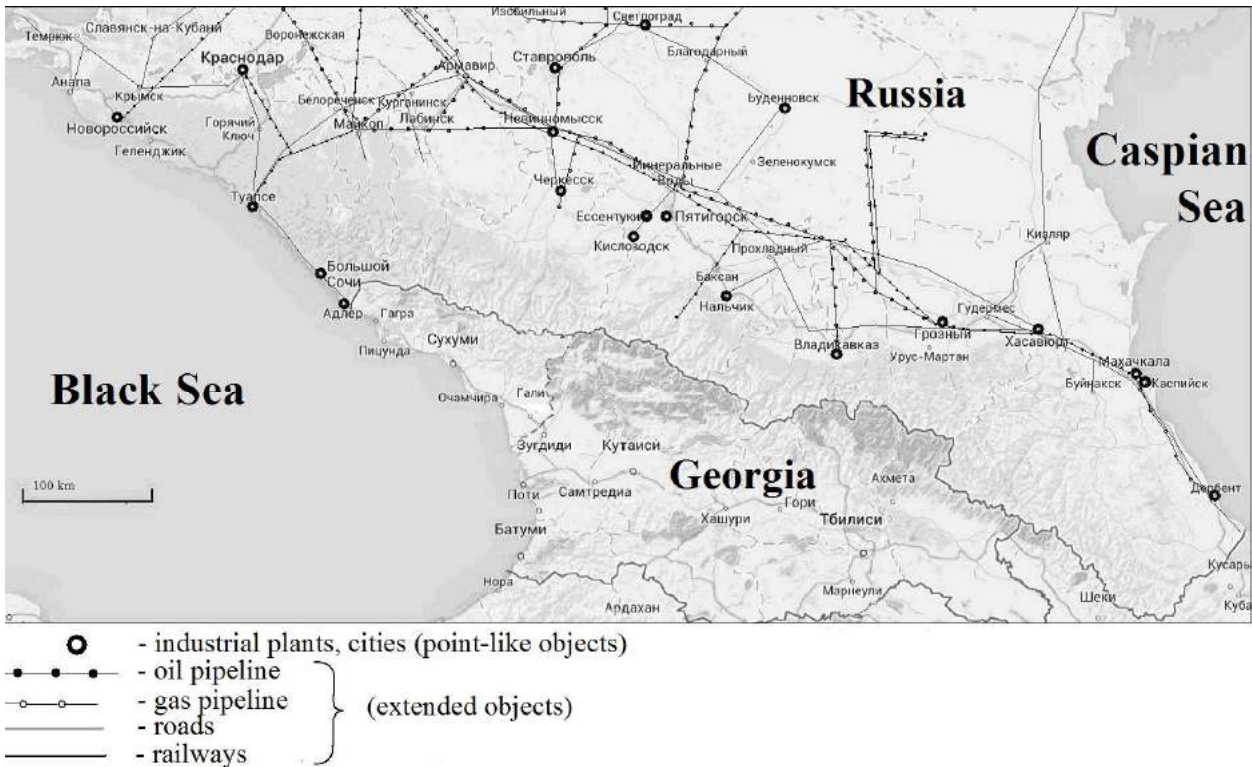 Изобильный
Светлоград
Славянск-на-Кубани
Темрюк
Воронежская
Благодарный
Краснодар
Ставрополь
Армавир
Анапа
Крымск
Russia
Белореченск
Курганинск
Буденновск
Новороссийск
Горячий
Ключ
Майкоп
Лабинск
Невинномысск
Геленджик
Caspian
Sea
Минеральные
Воды
Зеленокумск
Черкесск
Туапсе
Ессентуки
Пятигорск
Кисловодск
Прохладный
Кизляр
Большой
Сочи
Баксан
Нальчик
Адлер
Гагра
Гудермес
Сухуми
Грозный
Хасавюрт
Пицунда
Владикавказ
Урус-Мартан
Махачкала
Black Sea
Буйнакск
Каспийск
Гали
Очамчира
Зугдиди
Кутаиси
Georgia
Ахмета
100 km
Поти
Самтредиа
Гори
Дербент
Хашури
Тбилиси
Батуми
Кусары
Нора
Марнеули
Шеки
Куба
Ардахан
- industrial plants, cities (point-like objects)
- oil pipeline
- gas pipeline
(extended objects)
- roads
- railways